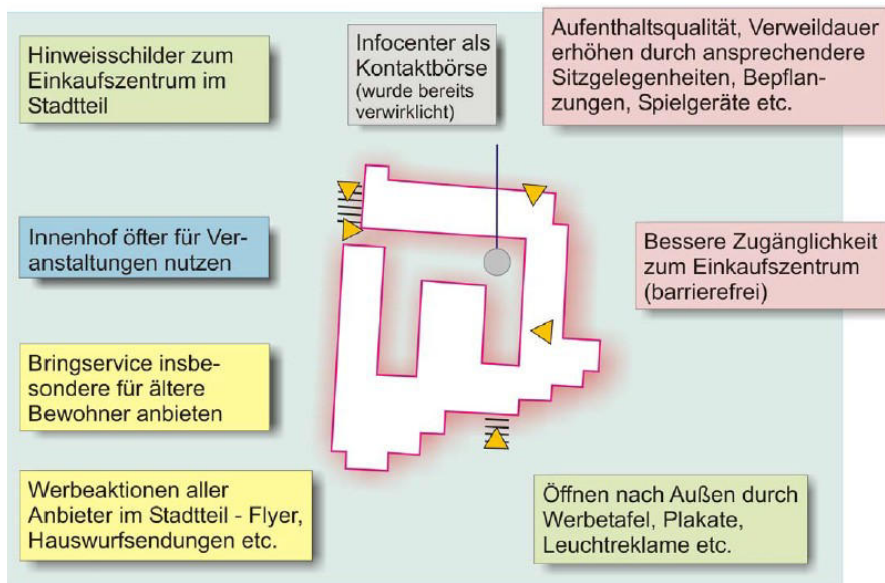 Hinweisschilder zum
Einkaufszentrum im
Stadtteil
Infocenter als
Kontaktbörse
(wurde bereits
verwirklicht)
Aufenthaltsqualität, Verweildauer
erhöhen durch ansprechendere
Sitzgelegenheiten, Bepflan-
zungen, Spielgeräte etc.
Innenhof öfter für Ver-
anstaltungen nutzen
Bessere Zugänglichkeit
zum Einkaufszentrum
(barrierefrei)
Bringservice insbe-
sondere für ältere
Bewohner anbieten
Werbeaktionen aller
Anbieter im Stadtteil - Flyer,
Hauswurfsendungen etc.
Öffnen nach Außen durch
Werbetafel, Plakate,
Leuchtreklame etc.